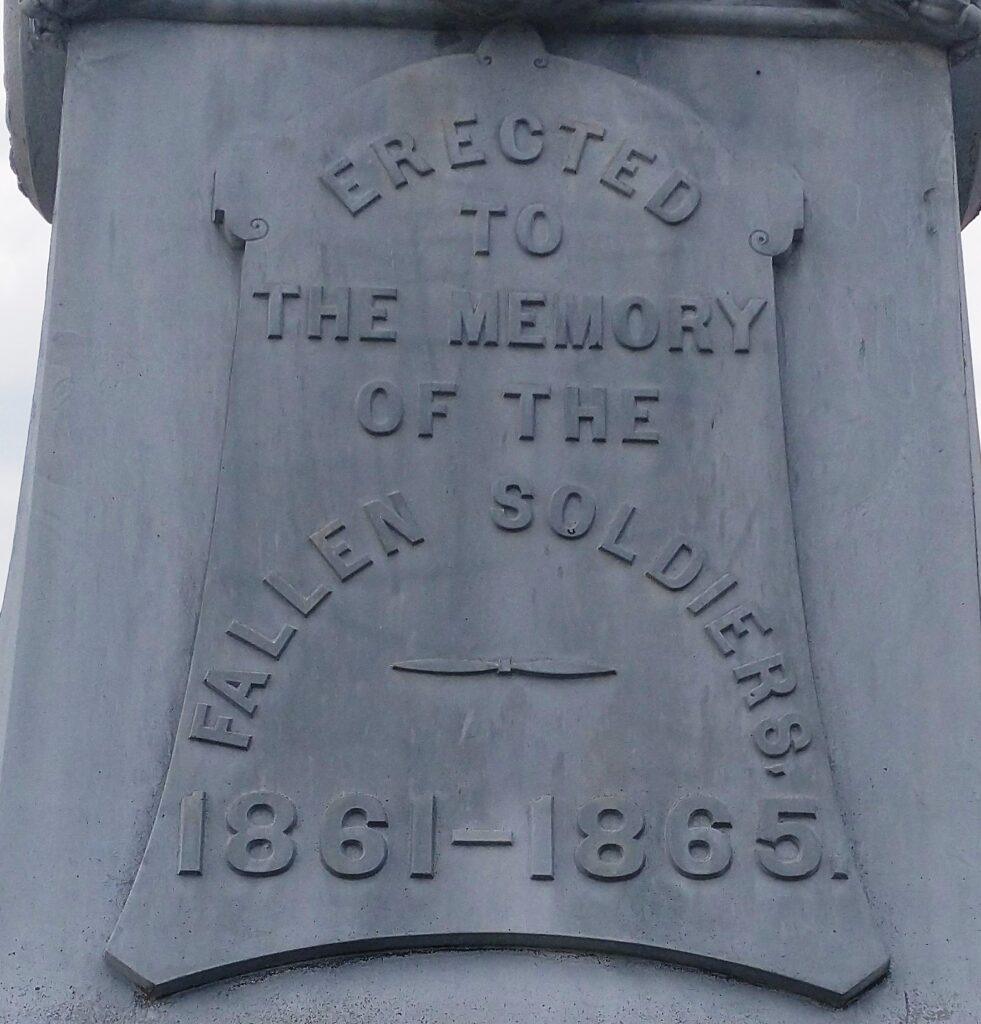 ERECTED
TO
THE MEMORY
OF THE
FALLEN SOLDIERS,
1861–1865.